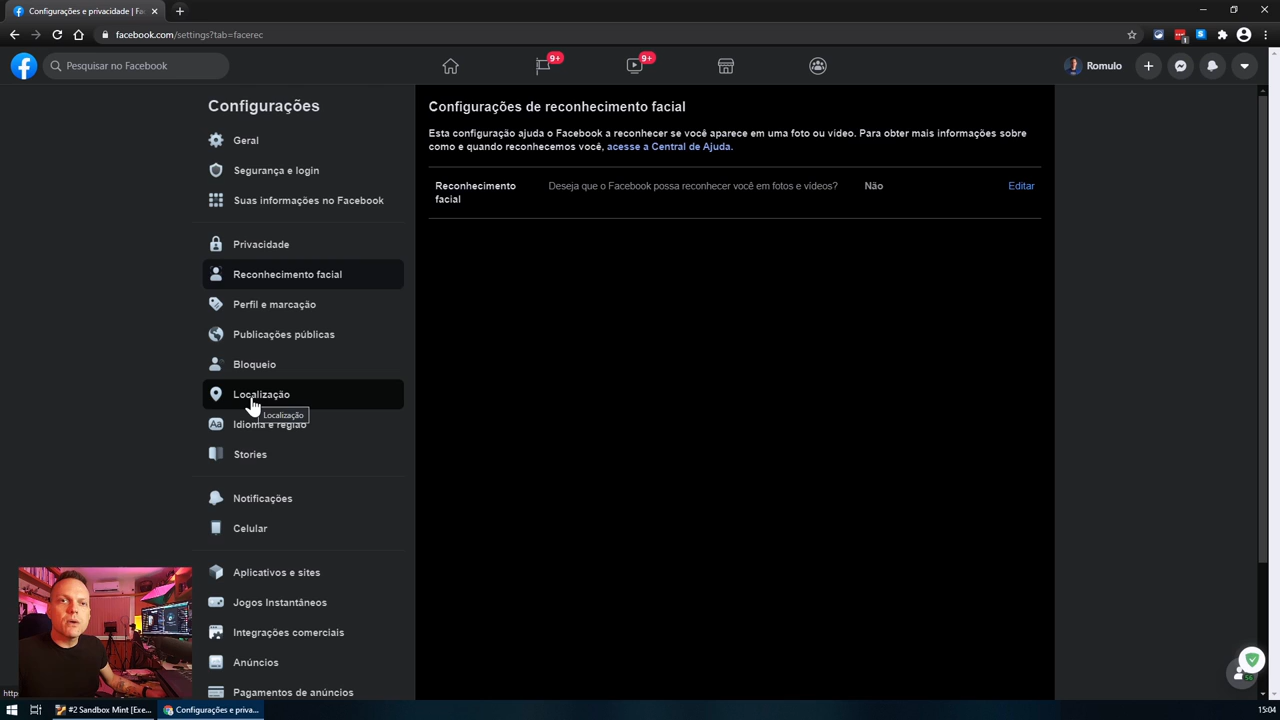 Configurações e privacidade | Fa
facebook.com/settings?tab=facerec
1
Pesquisar no Facebook
9+
9+
Romulo
Configurações
Geral
Segurança e login
Suas informações no Facebook
Privacidade
Reconhecimento facial
Perfil e marcação
Publicações públicas
Bloqueio
Localização
Localização
Idioma e região
Stories
Notificações
Celular
Aplicativos e sites
Jogos Instantâneos
Integrações comerciais
Anúncios
Pagamentos de anúncios
Configurações de reconhecimento facial
Esta configuração ajuda o Facebook a reconhecer se você aparece em uma foto ou vídeo. Para obter mais informações sobre
como e quando reconhecemos você, acesse a Central de Ajuda.
Reconhecimento
facial
Deseja que o Facebook possa reconhecer você em fotos e vídeos?
Não
Editar
56
http
#2 Sandbox Mint [Exe...
Configurações e priva...
15:04